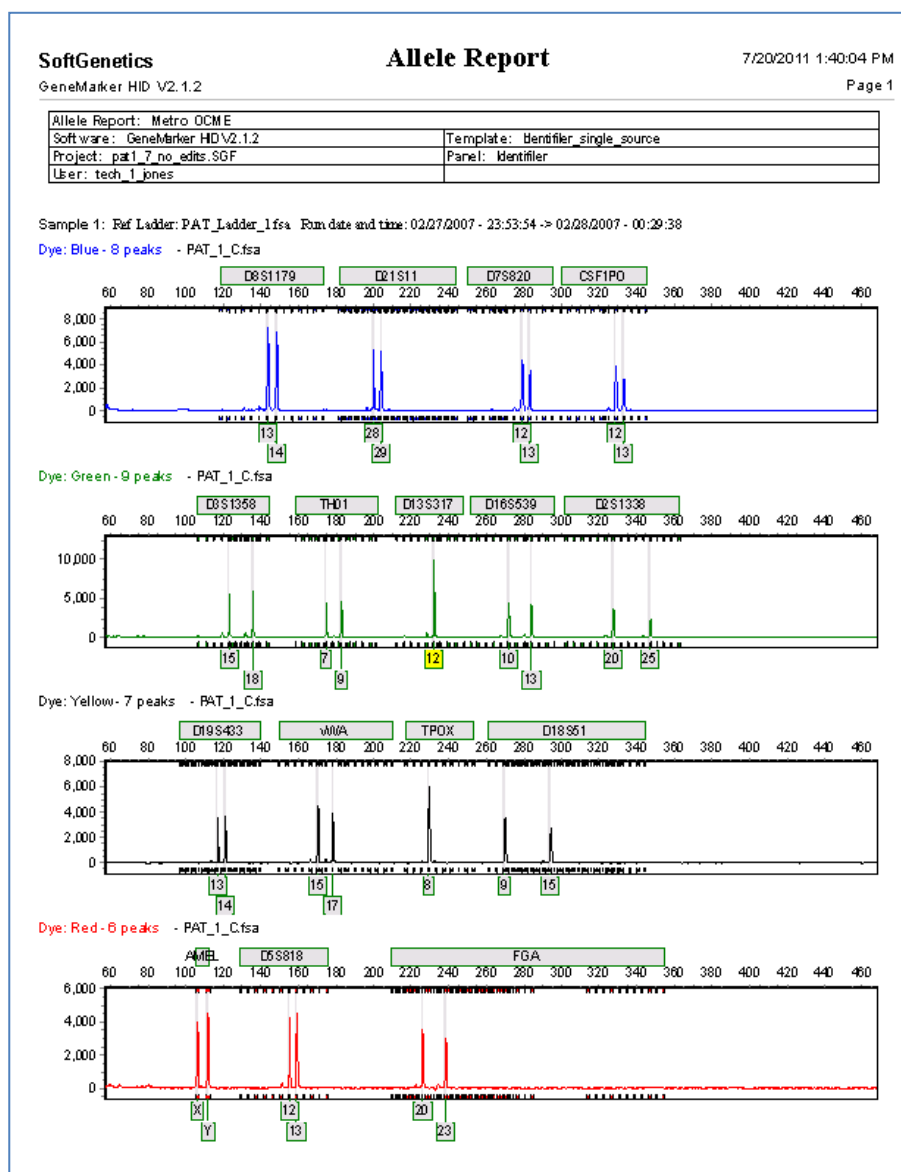 SoftGenetics Allele Report 7/20/2011 1:40:04 PM
GeneMarker HID V2.1.2 Page 1
Allele Report: Metro OCME
Software: GeneMarker HID V2.1.2 Template: Identifiler_single_source
Project: pat1_7_no_edits.SGF Panel: Identifiler
User: tech_1_jones
Sample 1: Ref Ladder: PAT_Ladder_1.fsa Run date and time: 02/27/2007 - 23:53:54 -> 02/28/2007 - 00:29:38
Dye: Blue - 8 peaks - PAT_1_C.fsa
D8S1179 D21S11 D7S820 CSF1PO
60 80 100 120 140 160 180 200 220 240 260 280 300 320 340 360 380 400 420 440 460
8,000
6,000
4,000
2,000
0
13 28 12 12
14 29 13 13
Dye: Green - 9 peaks - PAT_1_C.fsa
D3S1358 TH01 D13S317 D16S539 D2S1338
60 80 100 120 140 160 180 200 220 240 260 280 300 320 340 360 380 400 420 440 460
10,000
5,000
0
15 7 12 10 20 25
18 9 13
Dye: Yellow - 7 peaks - PAT_1_C.fsa
D19S433 vWA TPOX D18S51
60 80 100 120 140 160 180 200 220 240 260 280 300 320 340 360 380 400 420 440 460
8,000
6,000
4,000
2,000
0
13 15 8 9 15
14 17
Dye: Red - 6 peaks - PAT_1_C.fsa
AMEL D5S818 FGA
60 80 100 120 140 160 180 200 220 240 260 280 300 320 340 360 380 400 420 440 460
6,000
4,000
2,000
0
X 12 20
Y 13 23